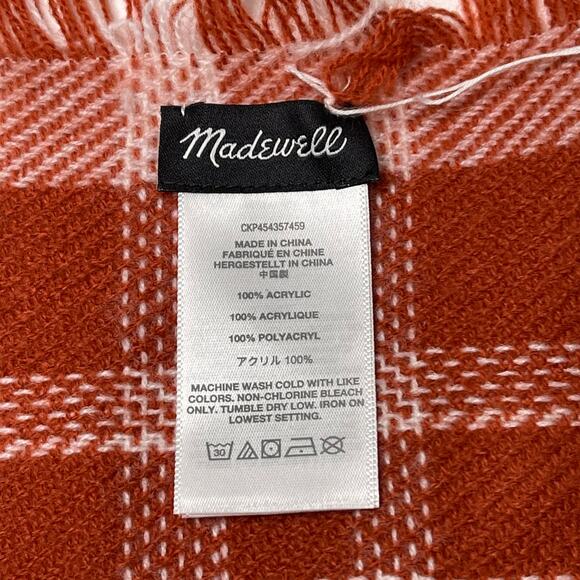 Madewell
CKP454357459
MADE IN CHINA
FABRIQUÉ EN CHINE
HERGESTELLT IN CHINA
中国製
100% ACRYLIC
100% ACRYLIQUE
100% POLYACRYL
アクリル 100%
MACHINE WASH COLD WITH LIKE
COLORS. NON-CHLORINE BLEACH
ONLY. TUMBLE DRY LOW. IRON ON
LOWEST SETTING.
30